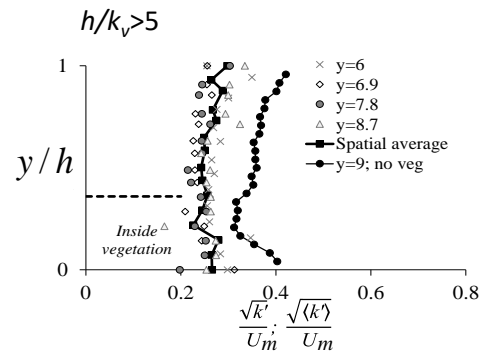 h/kv>5
1
y/h
Inside
vegetation
0
0
0.2
0.4
0.6
0.8
√k′/Um; √⟨k′⟩/Um
y=6
y=6.9
y=7.8
y=8.7
Spatial average
y=9; no veg